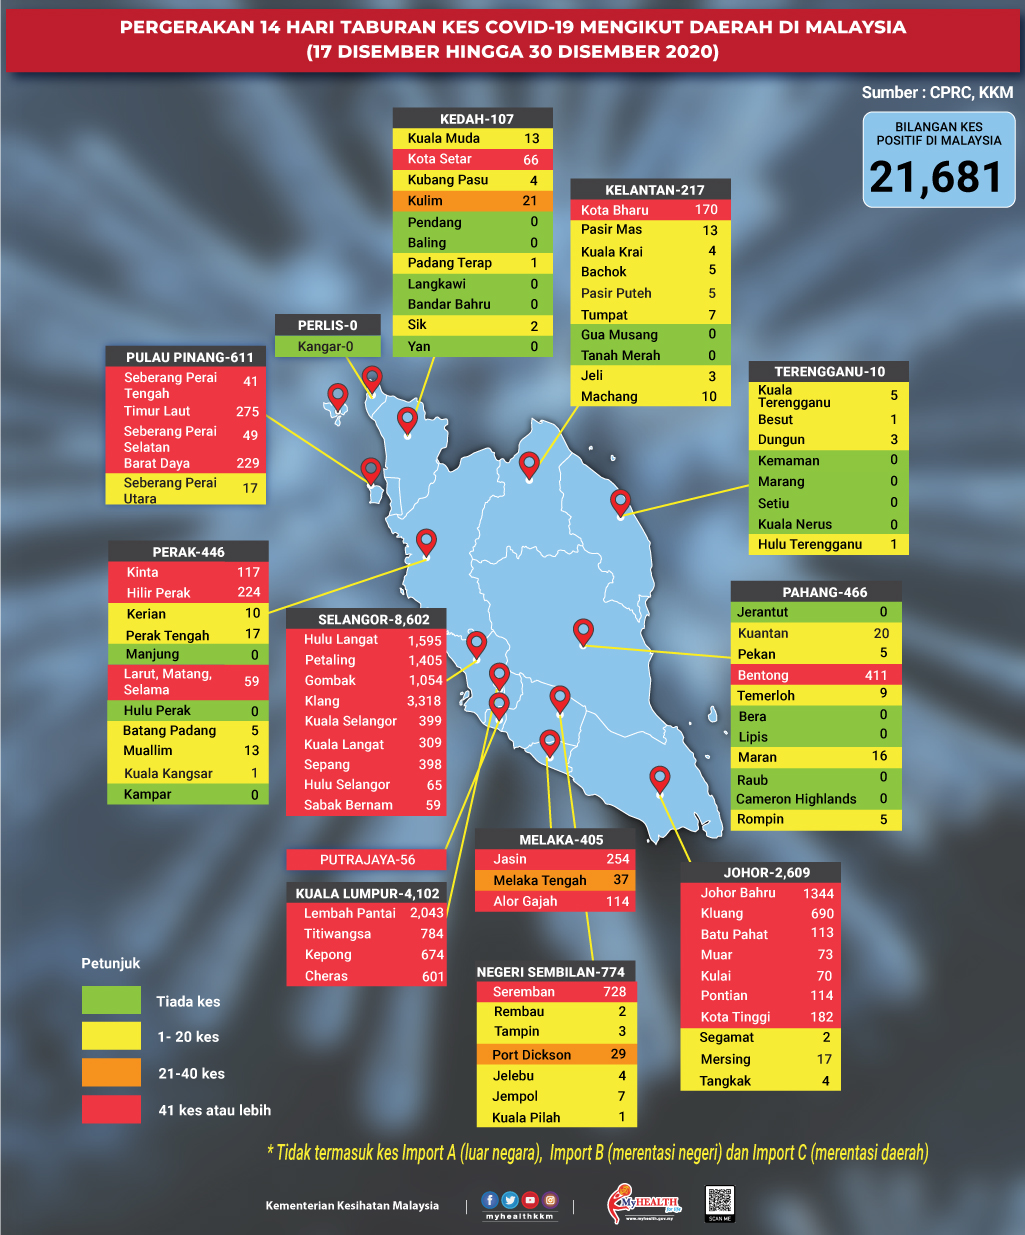 PERGERAKAN 14 HARI TABURAN KES COVID-19 MENGIKUT DAERAH DI MALAYSIA
(17 DISEMBER HINGGA 30 DISEMBER 2020)
Sumber : CPRC, KKM
BILANGAN KES
POSITIF DI MALAYSIA
21,681
KEDAH-107
Kuala Muda 13
Kota Setar 66
Kubang Pasu 4
Kulim 21
Pendang 0
Baling 0
Padang Terap 1
Langkawi 0
Bandar Bahru 0
Sik 2
Yan 0
KELANTAN-217
Kota Bharu 170
Pasir Mas 13
Kuala Krai 4
Bachok 5
Pasir Puteh 5
Tumpat 7
Gua Musang 0
Tanah Merah 0
Jeli 3
Machang 10
PERLIS-0
Kangar-0
PULAU PINANG-611
Seberang Perai
Tengah 41
Timur Laut 275
Seberang Perai
Selatan 49
Barat Daya 229
Seberang Perai
Utara 17
TERENGGANU-10
Kuala
Terengganu 5
Besut 1
Dungun 3
Kemaman 0
Marang 0
Setiu 0
Kuala Nerus 0
Hulu Terengganu 1
PERAK-446
Kinta 117
Hilir Perak 224
Kerian 10
Perak Tengah 17
Manjung 0
Larut, Matang,
Selama 59
Hulu Perak 0
Batang Padang 5
Muallim 13
Kuala Kangsar 1
Kampar 0
SELANGOR-8,602
Hulu Langat 1,595
Petaling 1,405
Gombak 1,054
Klang 3,318
Kuala Selangor 399
Kuala Langat 309
Sepang 398
Hulu Selangor 65
Sabak Bernam 59
PAHANG-466
Jerantut 0
Kuantan 20
Pekan 5
Bentong 411
Temerloh 9
Bera 0
Lipis 0
Maran 16
Raub 0
Cameron Highlands 0
Rompin 5
PUTRAJAYA-56
KUALA LUMPUR-4,102
Lembah Pantai 2,043
Titiwangsa 784
Kepong 674
Cheras 601
MELAKA-405
Jasin 254
Melaka Tengah 37
Alor Gajah 114
JOHOR-2,609
Johor Bahru 1344
Kluang 690
Batu Pahat 113
Muar 73
Kulai 70
Pontian 114
Kota Tinggi 182
Segamat 2
Mersing 17
Tangkak 4
NEGERI SEMBILAN-774
Seremban 728
Rembau 2
Tampin 3
Port Dickson 29
Jelebu 4
Jempol 7
Kuala Pilah 1
Petunjuk
Tiada kes
1- 20 kes
21-40 kes
41 kes atau lebih
* Tidak termasuk kes Import A (luar negara), Import B (merentasi negeri) dan Import C (merentasi daerah)
Kementerian Kesihatan Malaysia
myhealthkkm
MyHEALTH
for life
www.myhealth.gov.my
SCAN ME